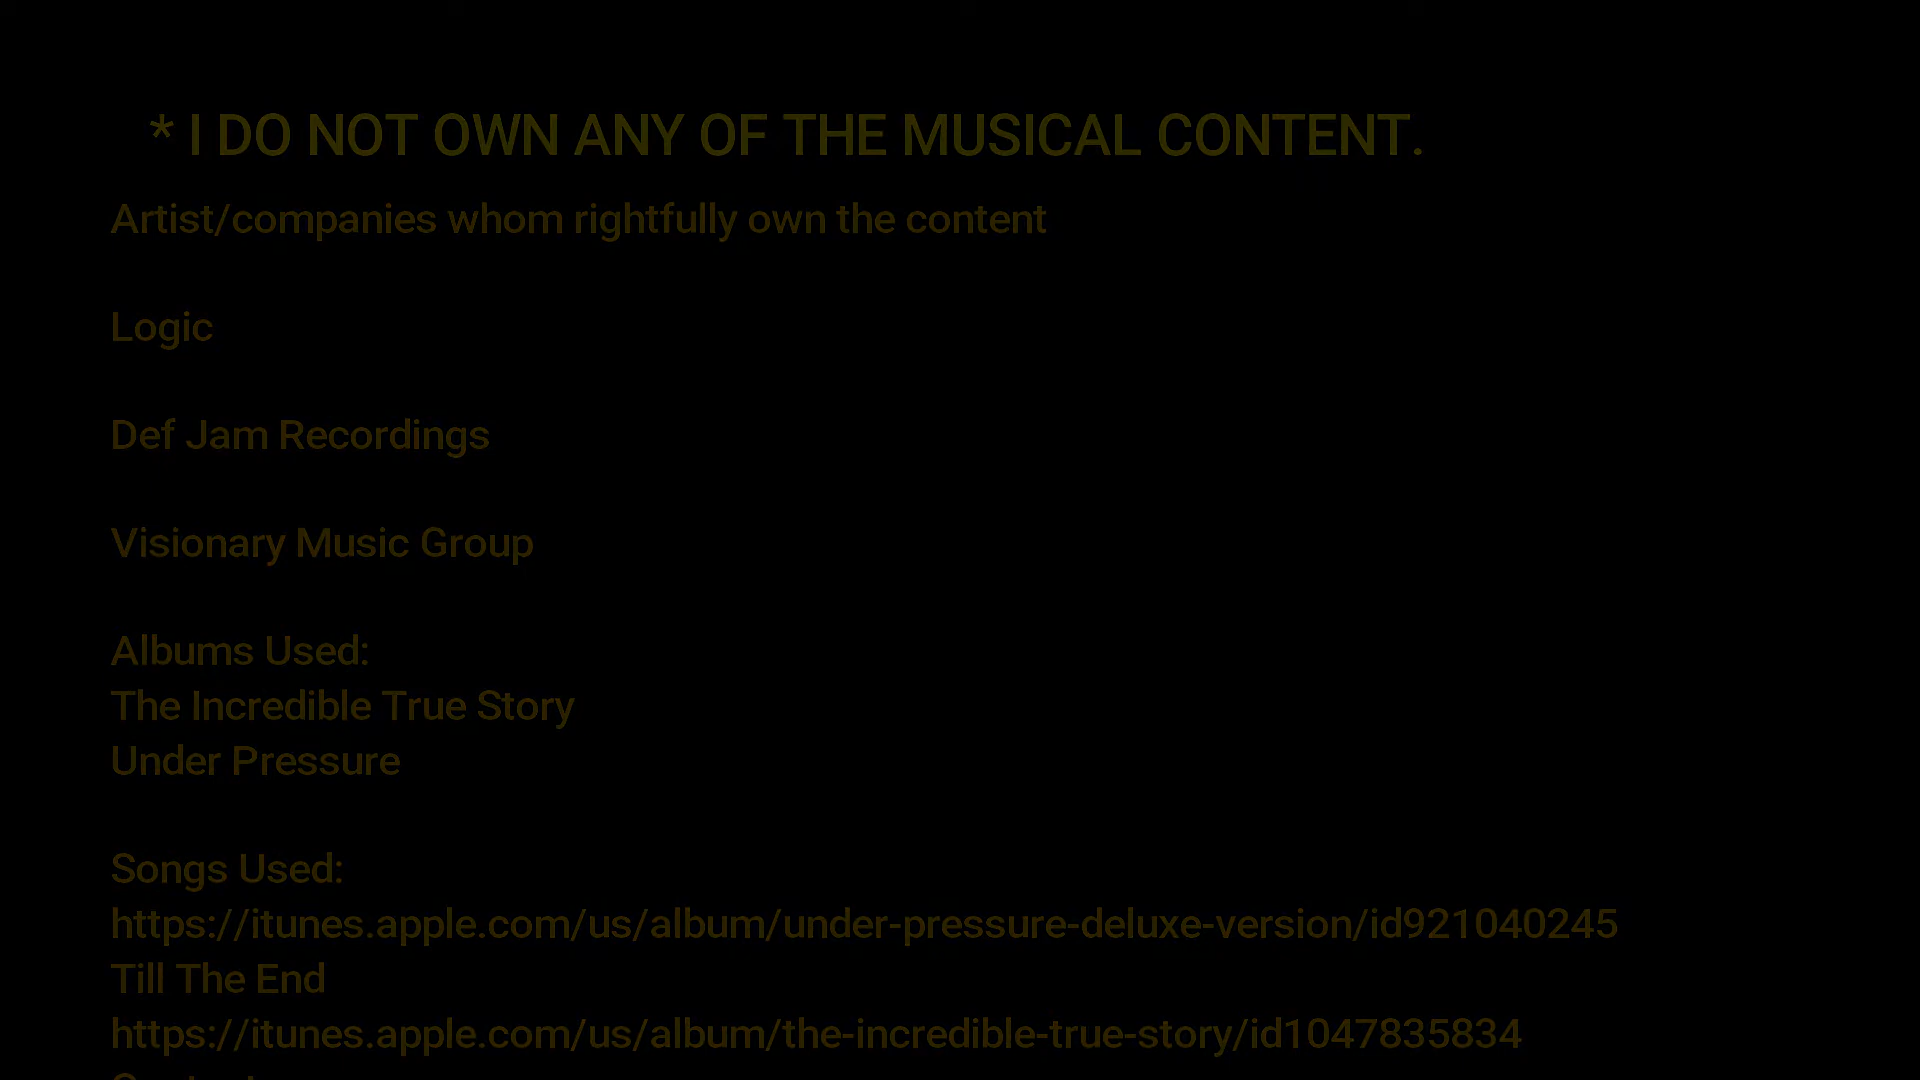 * I DO NOT OWN ANY OF THE MUSICAL CONTENT.
Artist/companies whom rightfully own the content
Logic
Def Jam Recordings
Visionary Music Group
Albums Used:
The Incredible True Story
Under Pressure
Songs Used:
https://itunes.apple.com/us/album/under-pressure-deluxe-version/id921040245
Till The End
https://itunes.apple.com/us/album/the-incredible-true-story/id1047835834